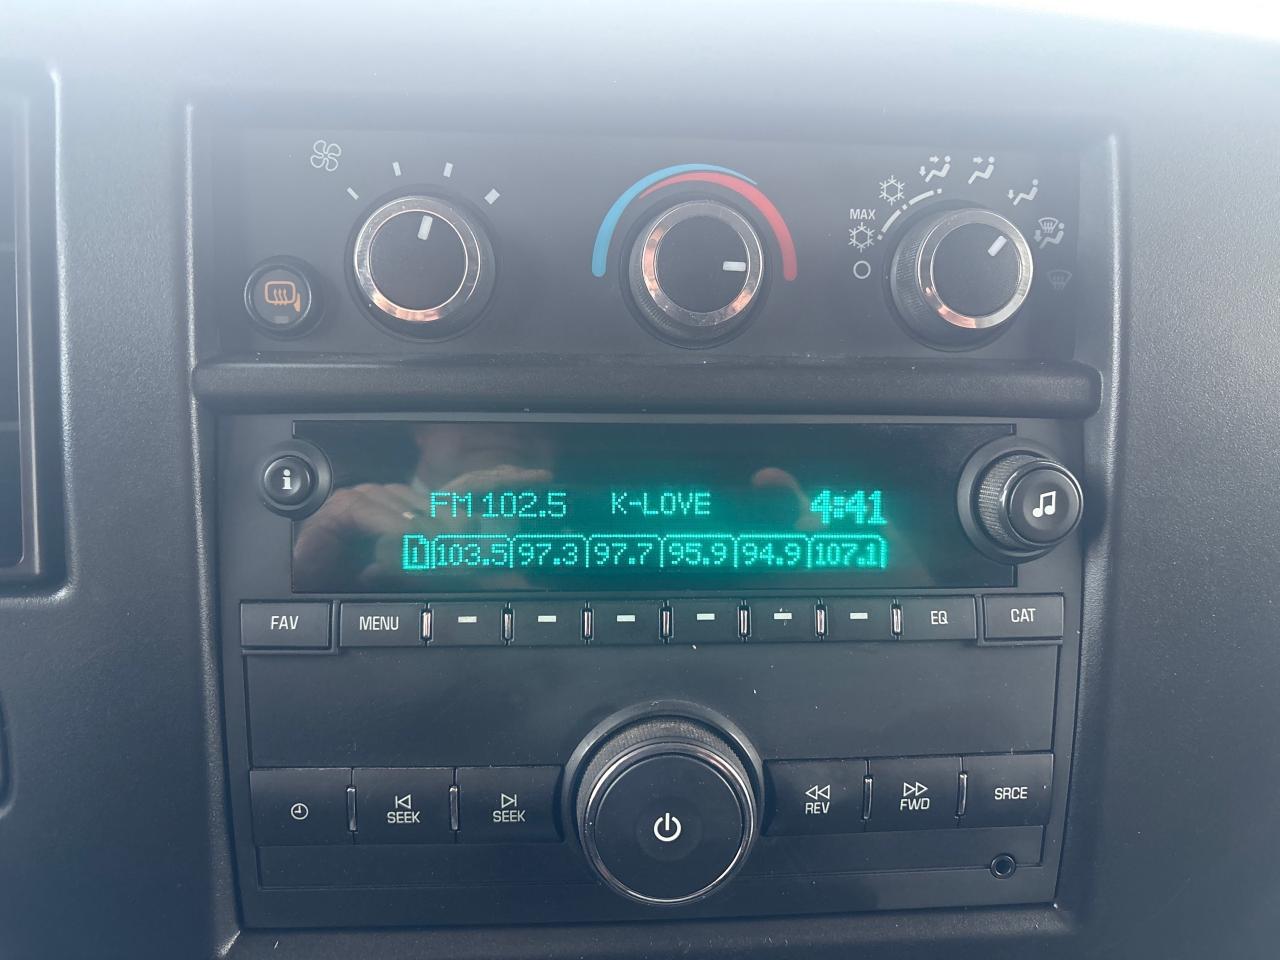 MAX
i
FM 102.5 K-LOVE 4:41
1 103.5 97.3 97.7 95.9 94.9 107.1
FAV MENU EQ CAT
SEEK SEEK REV FWD SRCE